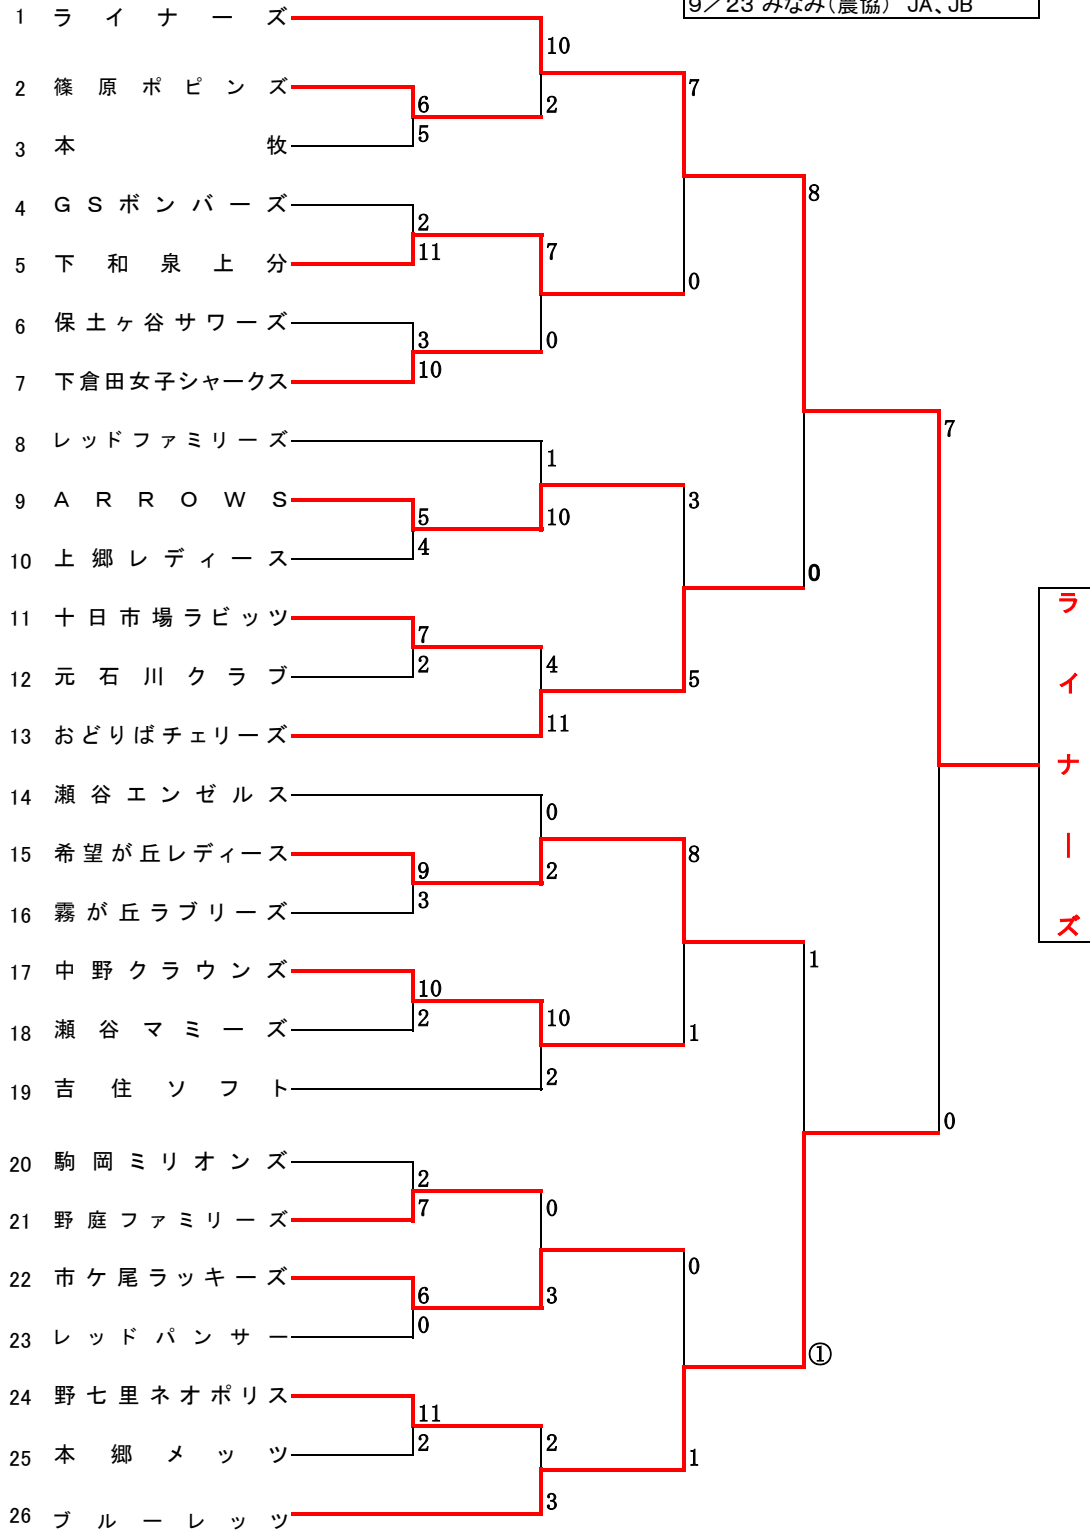 9／23 みなみ（農協） JA、JB
1 ライナーズ
10
2 篠原ポピンズ
7
6
2
5
3 本牧
8
4 GSボンバーズ
2
11
7
5 下和泉上分
0
6 保土ヶ谷サワーズ
3
0
10
7 下倉田女子シャークス
7
8 レッドファミリーズ
1
9 ARROWS
3
5
10
4
10 上郷レディース
0
11 十日市場ラビッツ
7
2
4
5
12 元石川クラブ
11
13 おどりばチェリーズ
ライナーズ
14 瀬谷エンゼルス
0
15 希望が丘レディース
8
9
2
3
16 霧が丘ラブリーズ
1
17 中野クラウンズ
10
2
10
1
18 瀬谷マミーズ
2
19 吉住ソフト
0
20 駒岡ミリオンズ
2
7
0
21 野庭ファミリーズ
0
22 市ケ尾ラッキーズ
6
3
0
23 レッドパンサー
①
24 野七里ネオポリス
11
2
2
1
25 本郷メッツ
3
26 ブルーレッツ